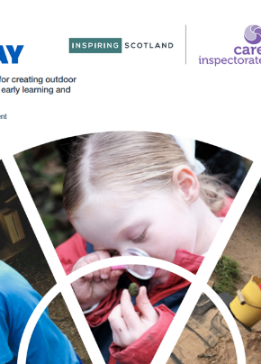 AY
INSPIRING SCOTLAND
care
inspectorate
for creating outdoor
early learning and
ent